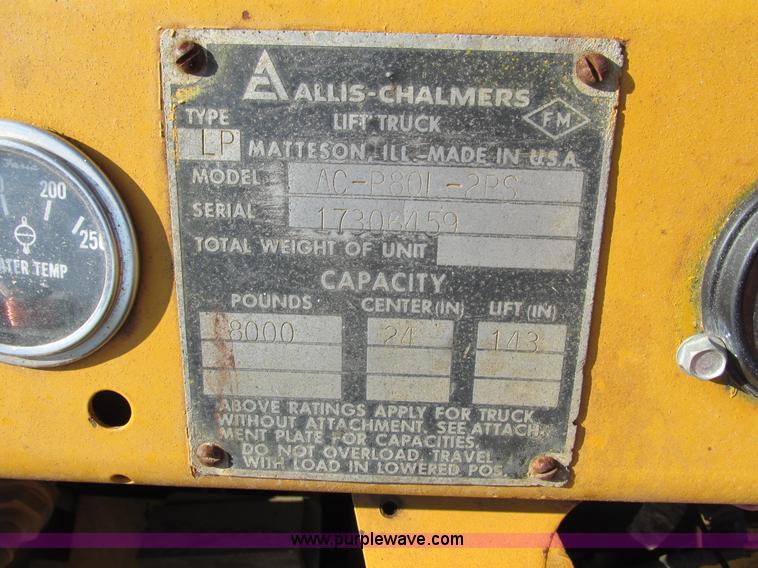 ALLIS-CHALMERS
FM
TYPE
LIFT TRUCK
LP
MATTESON, ILL. MADE IN U.S.A.
MODEL AC-P80L-2PS
SERIAL 17306459
TOTAL WEIGHT OF UNIT
CAPACITY
POUNDS CENTER(IN) LIFT (IN)
8000 24 143
ABOVE RATINGS APPLY FOR TRUCK
WITHOUT ATTACHMENT. SEE ATTACH-
MENT PLATE FOR CAPACITIES.
DO NOT OVERLOAD. TRAVEL
WITH LOAD IN LOWERED POS.
Faria
200
250
ATER TEMP
www.purplewave.com